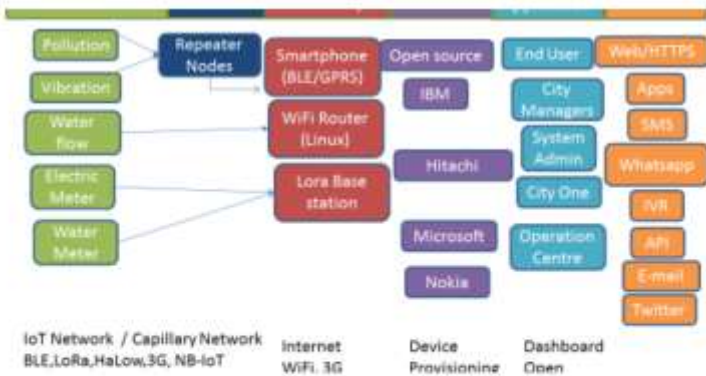 Pollution
Vibration
Water
flow
Electric
Meter
Water
Meter
Repeater
Nodes
Smartphone
(BLE/GPRS)
WiFi Router
(Linux)
Lora Base
station
Open source
IBM
Hitachi
Microsoft
Nokia
End User
City
Managers
System
Admin
City One
Operation
Centre
Web/HTTPS
Apps
SMS
Whatsapp
IVR
API
E-mail
Twitter
IoT Network / Capillary Network
BLE,LoRa,HaLow,3G, NB-IoT
Internet
WiFi, 3G
Device
Provisioning
Dashboard
Open